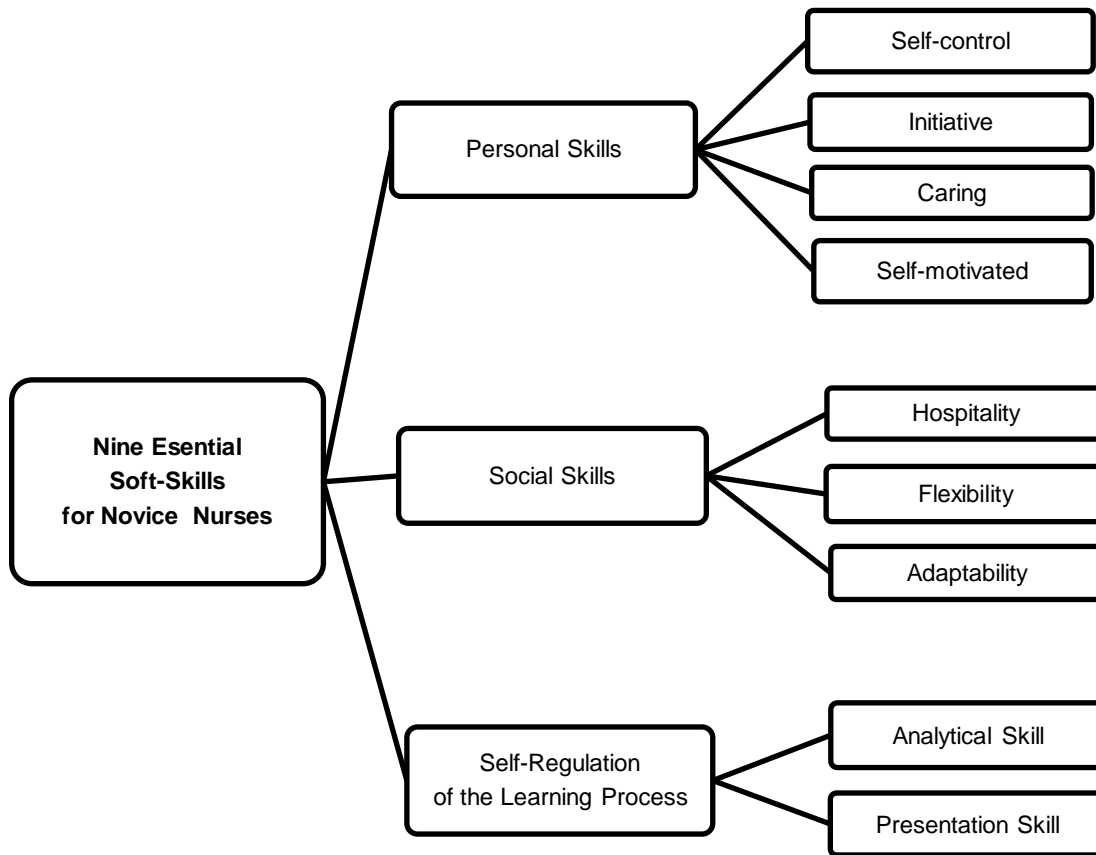 Nine Esential
Soft-Skills
for Novice Nurses
Personal Skills
Self-control
Initiative
Caring
Self-motivated
Social Skills
Hospitality
Flexibility
Adaptability
Self-Regulation
of the Learning Process
Analytical Skill
Presentation Skill